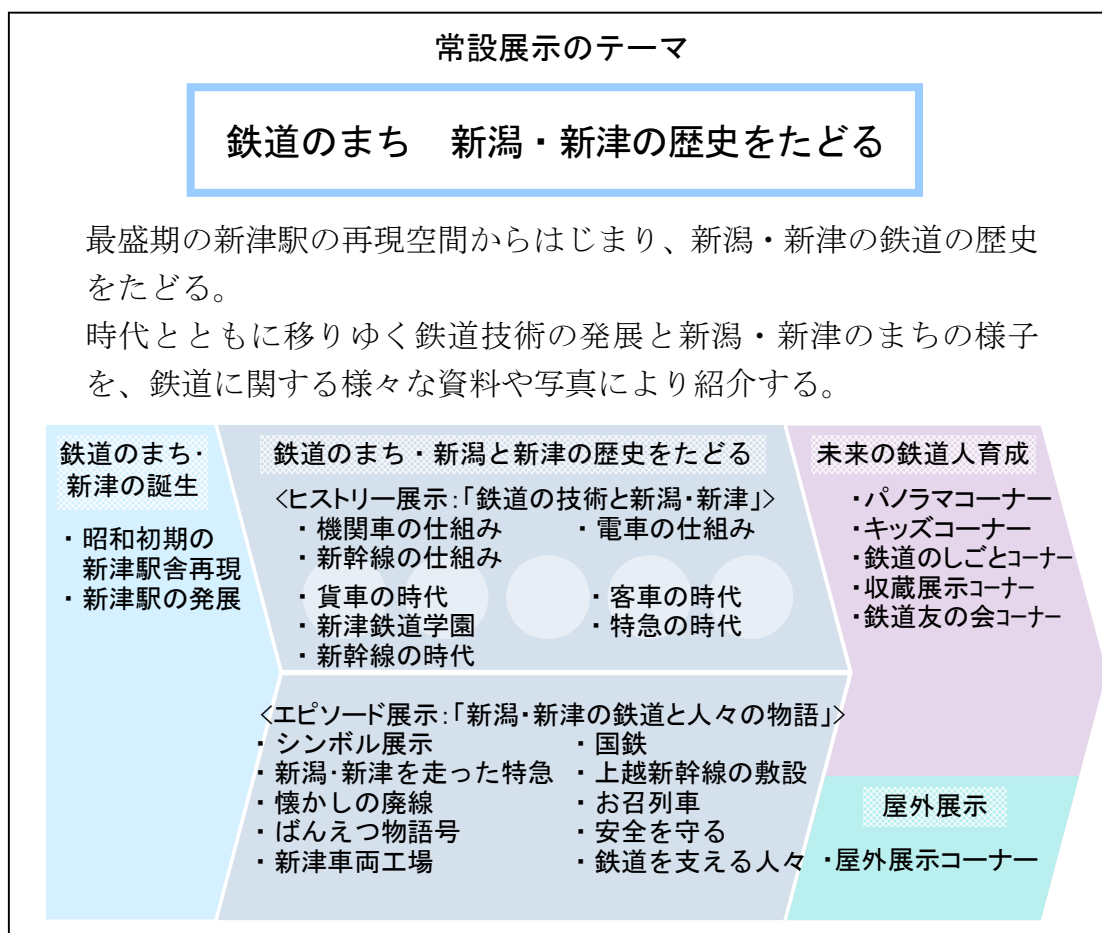 常設展示のテーマ
鉄道のまち　新潟・新津の歴史をたどる
最盛期の新津駅の再現空間からはじまり、新潟・新津の鉄道の歴史
をたどる。
時代とともに移りゆく鉄道技術の発展と新潟・新津のまちの様子
を、鉄道に関する様々な資料や写真により紹介する。
鉄道のまち・
新津の誕生
・昭和初期の
新津駅舎再現
・新津駅の発展
鉄道のまち・新潟と新津の歴史をたどる
<ヒストリー展示:「鉄道の技術と新潟・新津」>
・機関車の仕組み　・電車の仕組み
・新幹線の仕組み
・貨車の時代　・客車の時代
・新津鉄道学園　・特急の時代
・新幹線の時代
<エピソード展示:「新潟・新津の鉄道と人々の物語」>
・シンボル展示　・国鉄
・新潟・新津を走った特急　・上越新幹線の敷設
・懐かしの廃線　・お召列車
・ばんえつ物語号　・安全を守る
・新津車両工場　・鉄道を支える人々
未来の鉄道人育成
・パノラマコーナー
・キッズコーナー
・鉄道のしごとコーナー
・収蔵展示コーナー
・鉄道友の会コーナー
屋外展示
・屋外展示コーナー